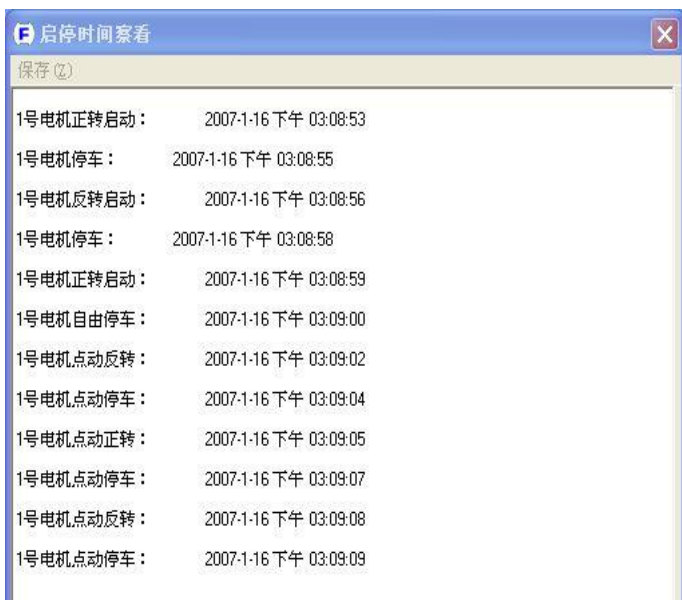 F 启停时间察看
保存(Z)
1号电机正转启动： 2007-1-16 下午 03:08:53
1号电机停车： 2007-1-16 下午 03:08:55
1号电机反转启动： 2007-1-16 下午 03:08:56
1号电机停车： 2007-1-16 下午 03:08:58
1号电机正转启动： 2007-1-16 下午 03:08:59
1号电机自由停车： 2007-1-16 下午 03:09:00
1号电机点动反转： 2007-1-16 下午 03:09:02
1号电机点动停车： 2007-1-16 下午 03:09:04
1号电机点动正转： 2007-1-16 下午 03:09:05
1号电机点动停车： 2007-1-16 下午 03:09:07
1号电机点动反转： 2007-1-16 下午 03:09:08
1号电机点动停车： 2007-1-16 下午 03:09:09